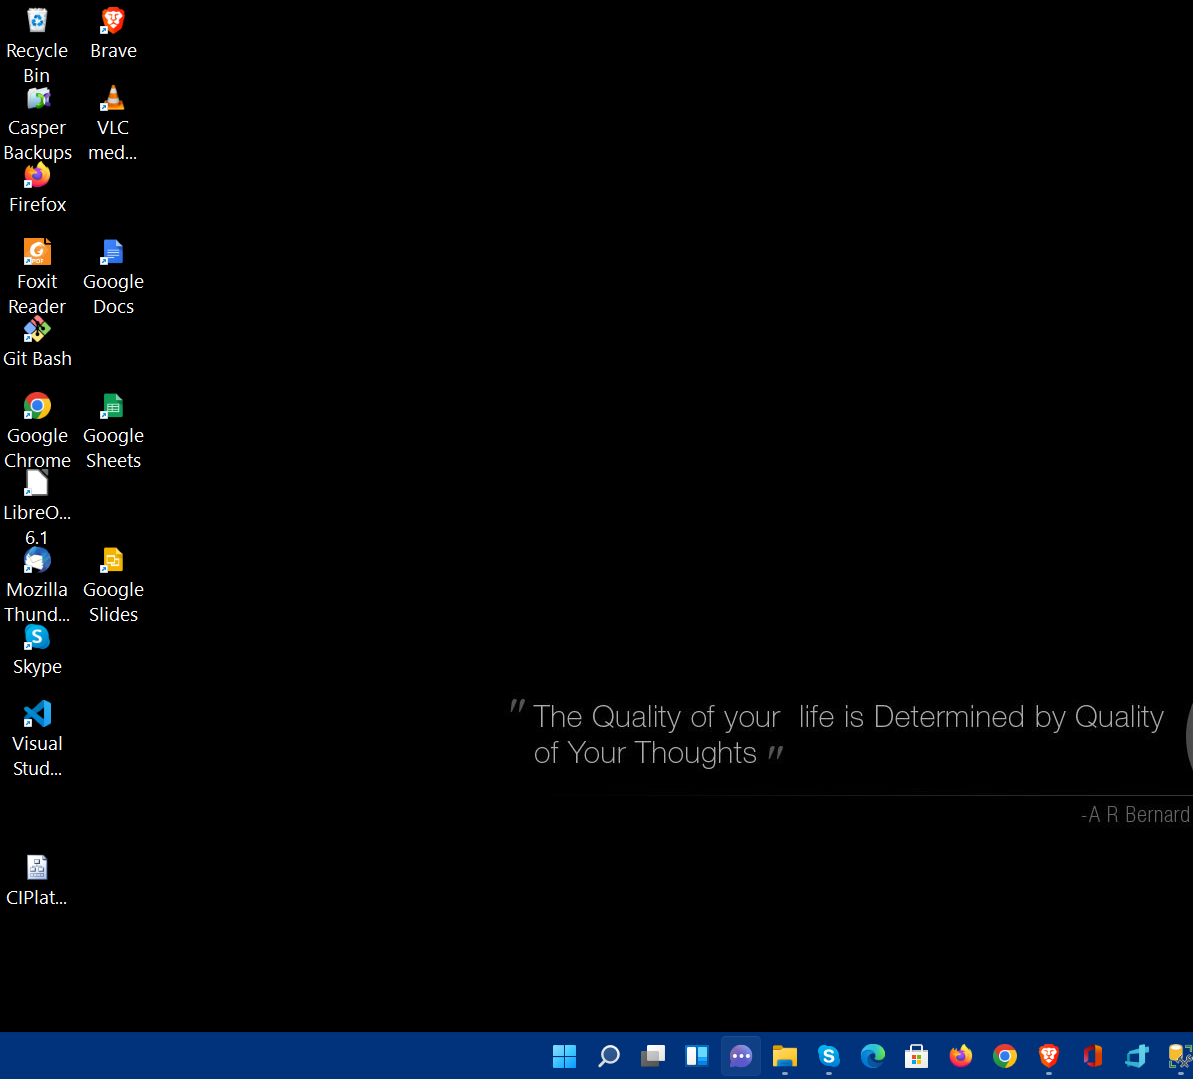 Recycle
Bin
Brave
Casper
Backups
VLC
med...
Firefox
Foxit
Reader
Google
Docs
Git Bash
Google
Chrome
Google
Sheets
LibreO...
6.1
Mozilla
Thund...
Google
Slides
Skype
Visual
Stud...
CIPlat...
" The Quality of your life is Determined by Quality
of Your Thoughts "
-A R Bernard